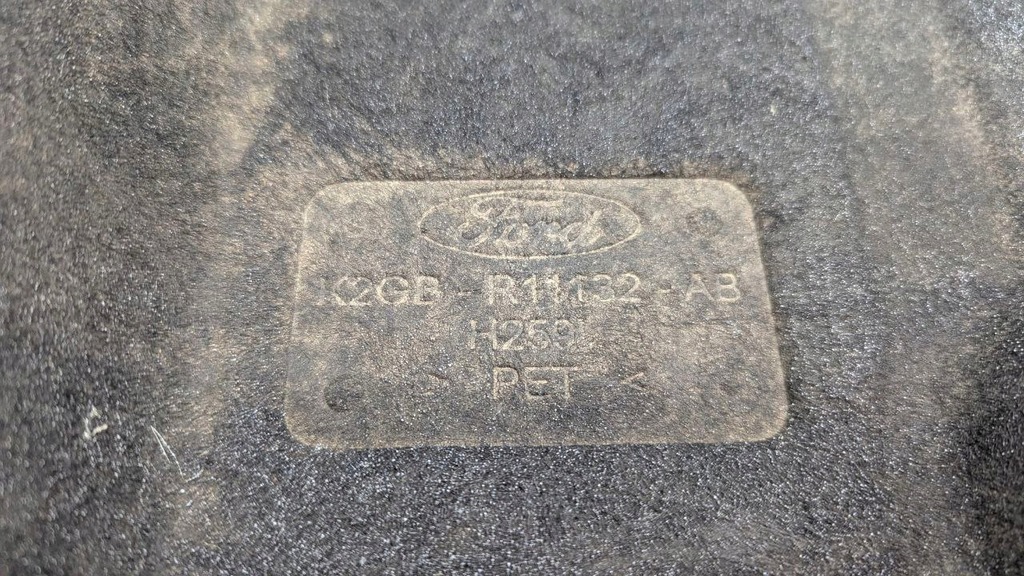 Ford
K2GB - R11132 - AB
> PET <